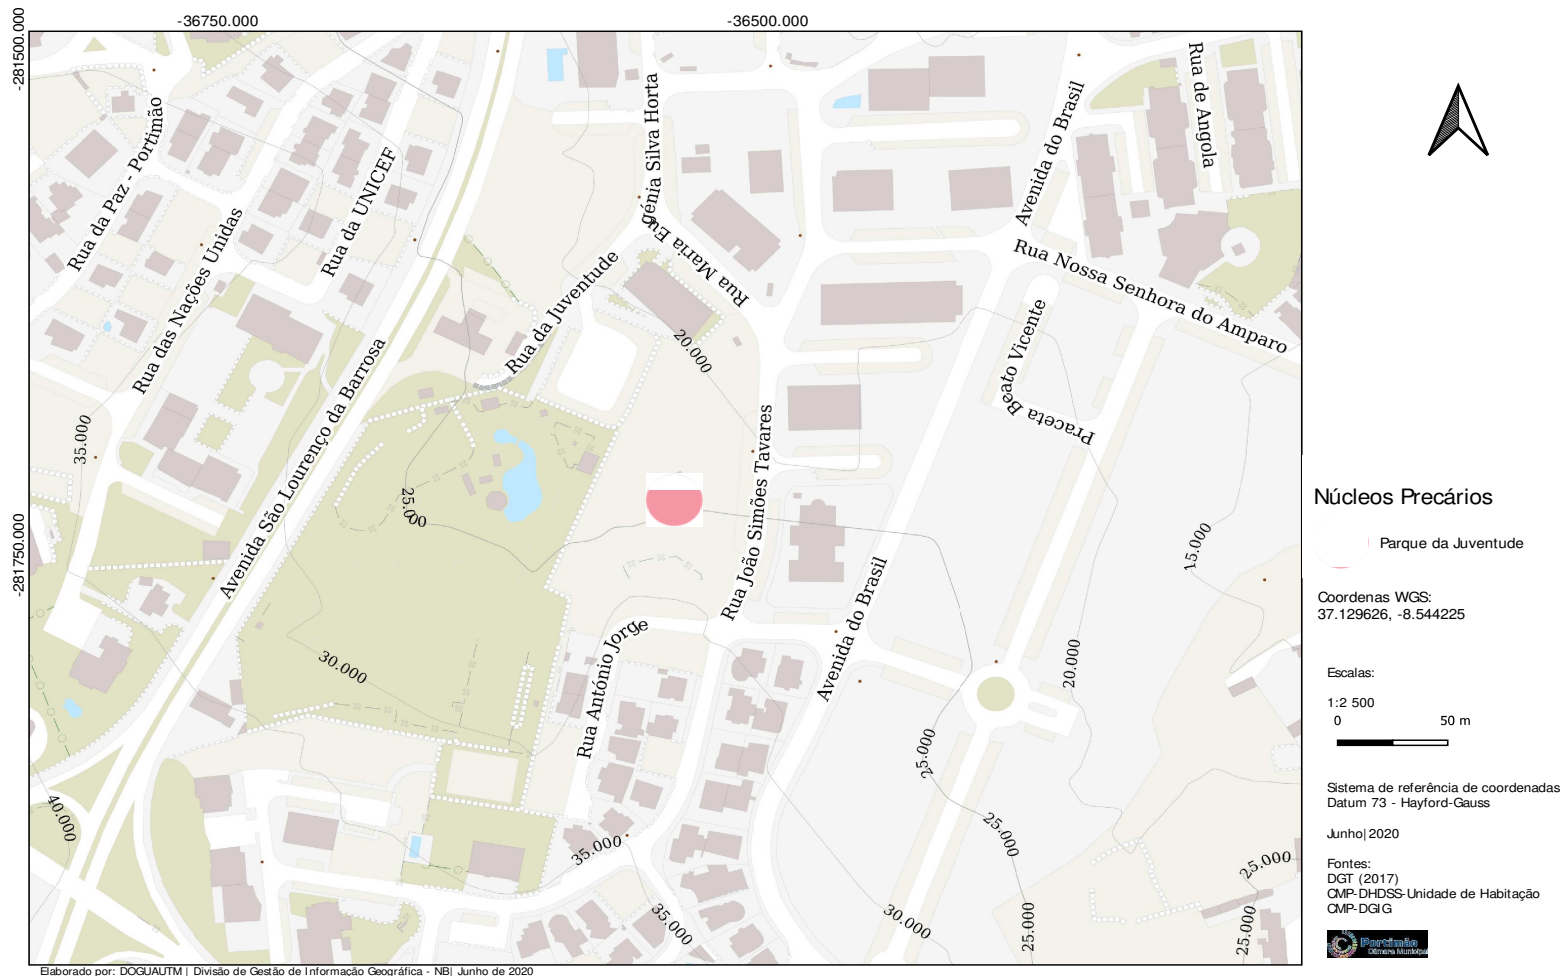 -36750.000
-36500.000
-281500.000
-281750.000
Rua da Paz - Portimão
Rua das Nações Unidas
Rua da UNICEF
Avenida São Lourenço da Barrosa
Rua da Juventude
Rua Maria Eugénia Silva Horta
Rua João Simões Tavares
Rua António Jorge
Avenida do Brasil
Avenida do Brasil
Rua de Angola
Rua Nossa Senhora do Amparo
Praceta Beato Vicente
35.000
25.000
20.000
30.000
40.000
35.000
35.000
30.000
25.000
25.000
25.000
25.000
25.000
20.000
15.000
Núcleos Precários
Parque da Juventude
Coordenas WGS:
37.129626, -8.544225
Escalas:
1:2 500
0 50 m
Sistema de referência de coordenadas
Datum 73 - Hayford-Gauss
Junho|2020
Fontes:
DGT (2017)
CMP-DHDSS-Unidade de Habitação
CMP-DGIG
Portimão
Câmara Municipal
Elaborado por: DOGUAUTM | Divisão de Gestão de Informação Geográfica - NB| Junho de 2020